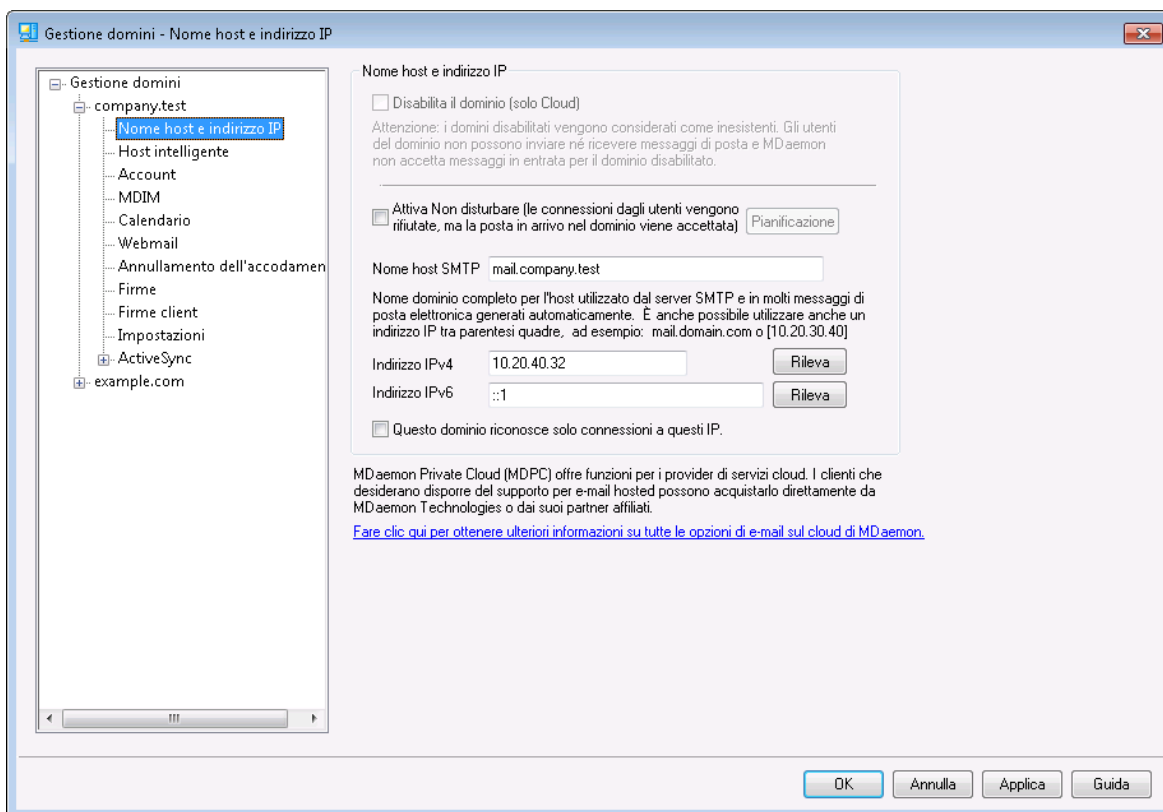 Gestione domini - Nome host e indirizzo IP
Gestione domini
company.test
Nome host e indirizzo IP
Host intelligente
Account
MDIM
Calendario
Webmail
Annullamento dell'accodamen
Firme
Firme client
Impostazioni
ActiveSync
example.com
Nome host e indirizzo IP
Disabilita il dominio (solo Cloud)
Attenzione: i domini disabilitati vengono considerati come inesistenti. Gli utenti
del dominio non possono inviare né ricevere messaggi di posta e MDaemon
non accetta messaggi in entrata per il dominio disabilitato.
Attiva Non disturbare (le connessioni dagli utenti vengono
rifiutate, ma la posta in arrivo nel dominio viene accettata)
Pianificazione
Nome host SMTP mail.company.test
Nome dominio completo per l'host utilizzato dal server SMTP e in molti messaggi di
posta elettronica generati automaticamente. È anche possibile utilizzare anche un
indirizzo IP tra parentesi quadre, ad esempio: mail.domain.com o [10.20.30.40]
Indirizzo IPv4 10.20.40.32 Rileva
Indirizzo IPv6 ::1 Rileva
Questo dominio riconosce solo connessioni a questi IP.
MDaemon Private Cloud (MDPC) offre funzioni per i provider di servizi cloud. I clienti che
desiderano disporre del supporto per e-mail hosted possono acquistarlo direttamente da
MDaemon Technologies o dai suoi partner affiliati.
Fare clic qui per ottenere ulteriori informazioni su tutte le opzioni di e-mail sul cloud di MDaemon.
OK Annulla Applica Guida